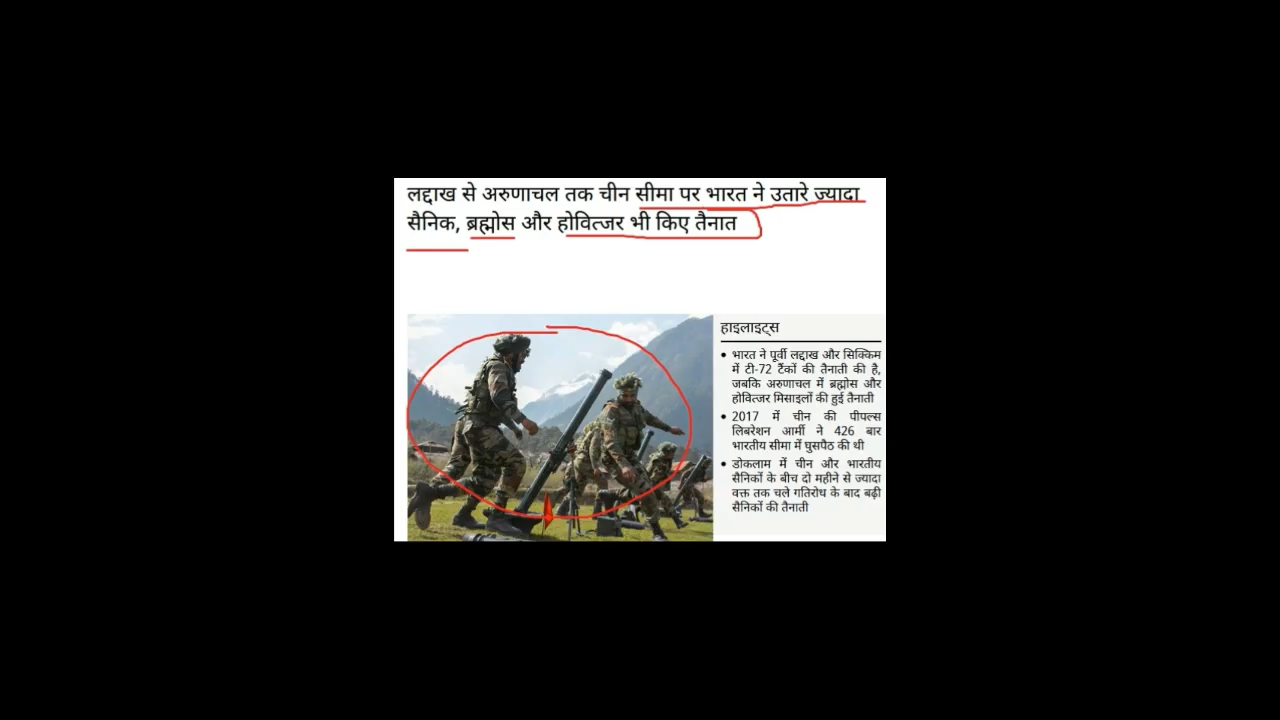 लद्दाख से अरुणाचल तक चीन सीमा पर भारत ने उतारे ज्यादा
सैनिक, ब्रह्मोस और होवित्जर भी किए तैनात
हाइलाइट्स
• भारत ने पूर्वी लद्दाख और सिक्किम
में टी-72 टैंकों की तैनाती की है,
जबकि अरुणाचल में ब्रह्मोस और
होवित्जर मिसाइलों की हुई तैनाती
• 2017 में चीन की पीपल्स
लिबरेशन आर्मी ने 426 बार
भारतीय सीमा में घुसपैठ की थी
• डोकलाम में चीन और भारतीय
सैनिकों के बीच दो महीने से ज्यादा
वक्त तक चले गतिरोध के बाद बढ़ी
सैनिकों की तैनाती